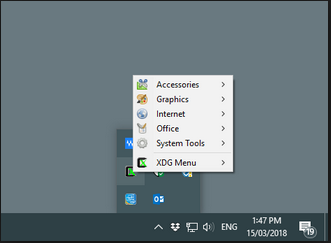 Accessories
Graphics
Internet
Office
System Tools
XDG Menu
ENG
1:47 PM
15/03/2018
19